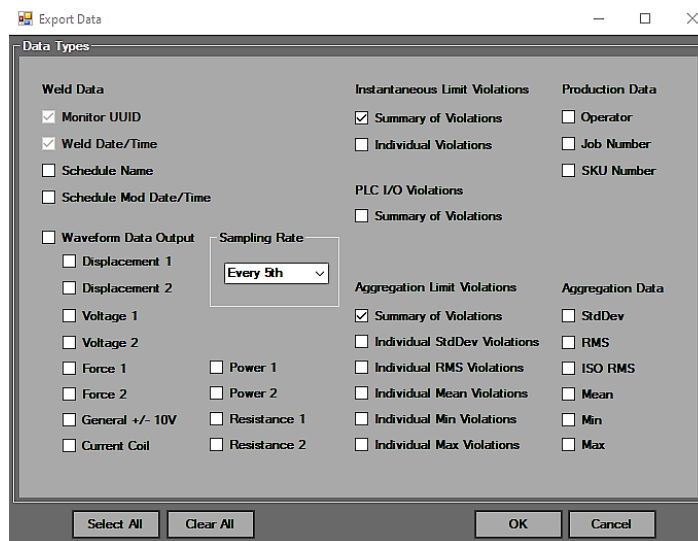 Export Data
Data Types
Weld Data
Monitor UUID
Weld Date/Time
Schedule Name
Schedule Mod Date/Time
Waveform Data Output
Displacement 1
Displacement 2
Voltage 1
Voltage 2
Force 1
Force 2
General +/- 10V
Current Coil
Sampling Rate
Every 5th
Power 1
Power 2
Resistance 1
Resistance 2
Instantaneous Limit Violations
Summary of Violations
Individual Violations
PLC I/O Violations
Summary of Violations
Aggregation Limit Violations
Summary of Violations
Individual StdDev Violations
Individual RMS Violations
Individual Mean Violations
Individual Min Violations
Individual Max Violations
Production Data
Operator
Job Number
SKU Number
Aggregation Data
StdDev
RMS
ISO RMS
Mean
Min
Max
Select All
Clear All
OK
Cancel